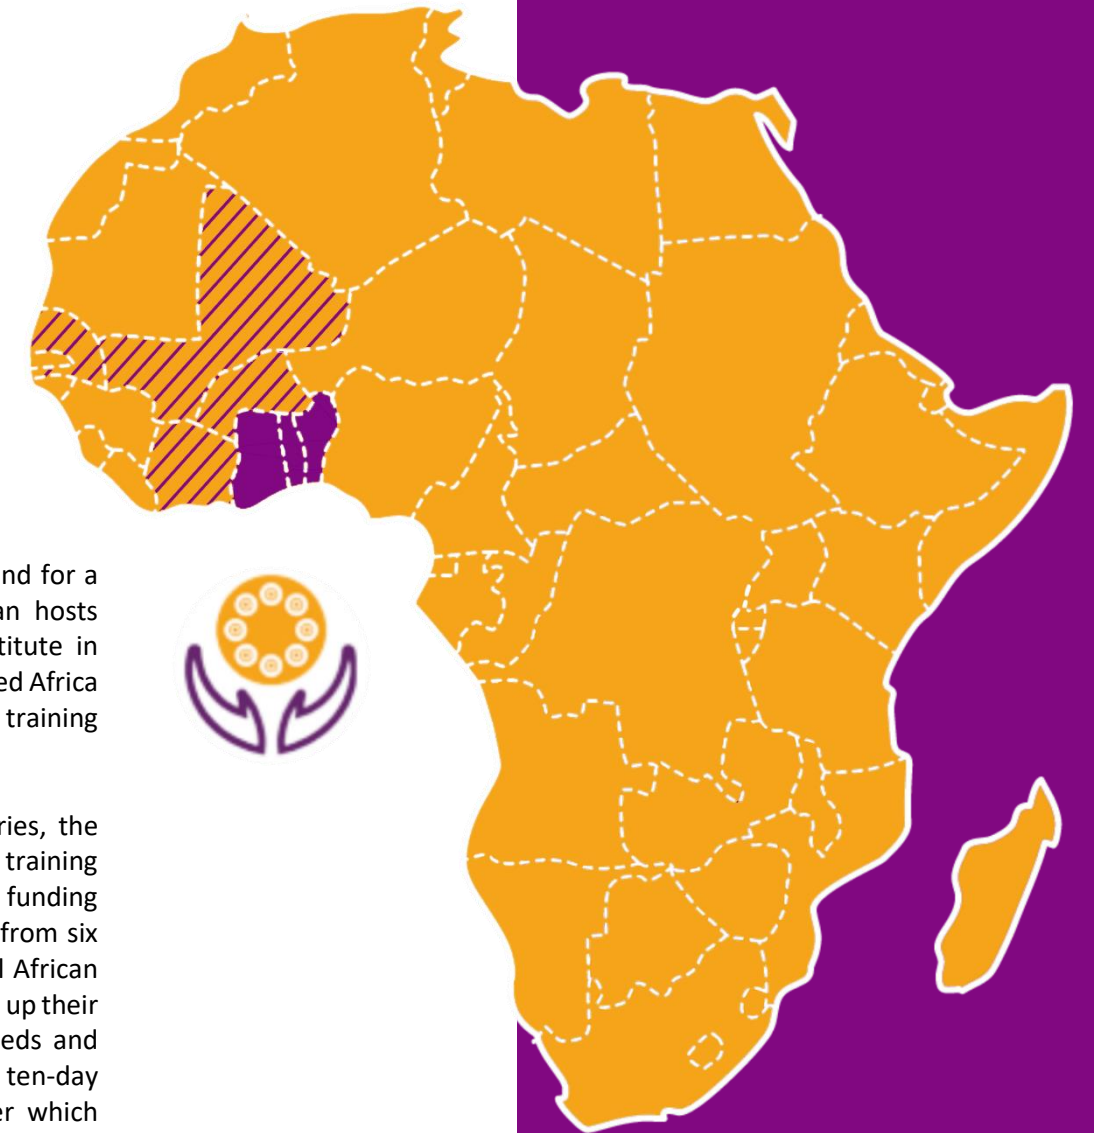 nd for a
an hosts
titute in
ed Africa
training
ries, the
training
funding
from six
l African
up their
eds and
ten-day
er which